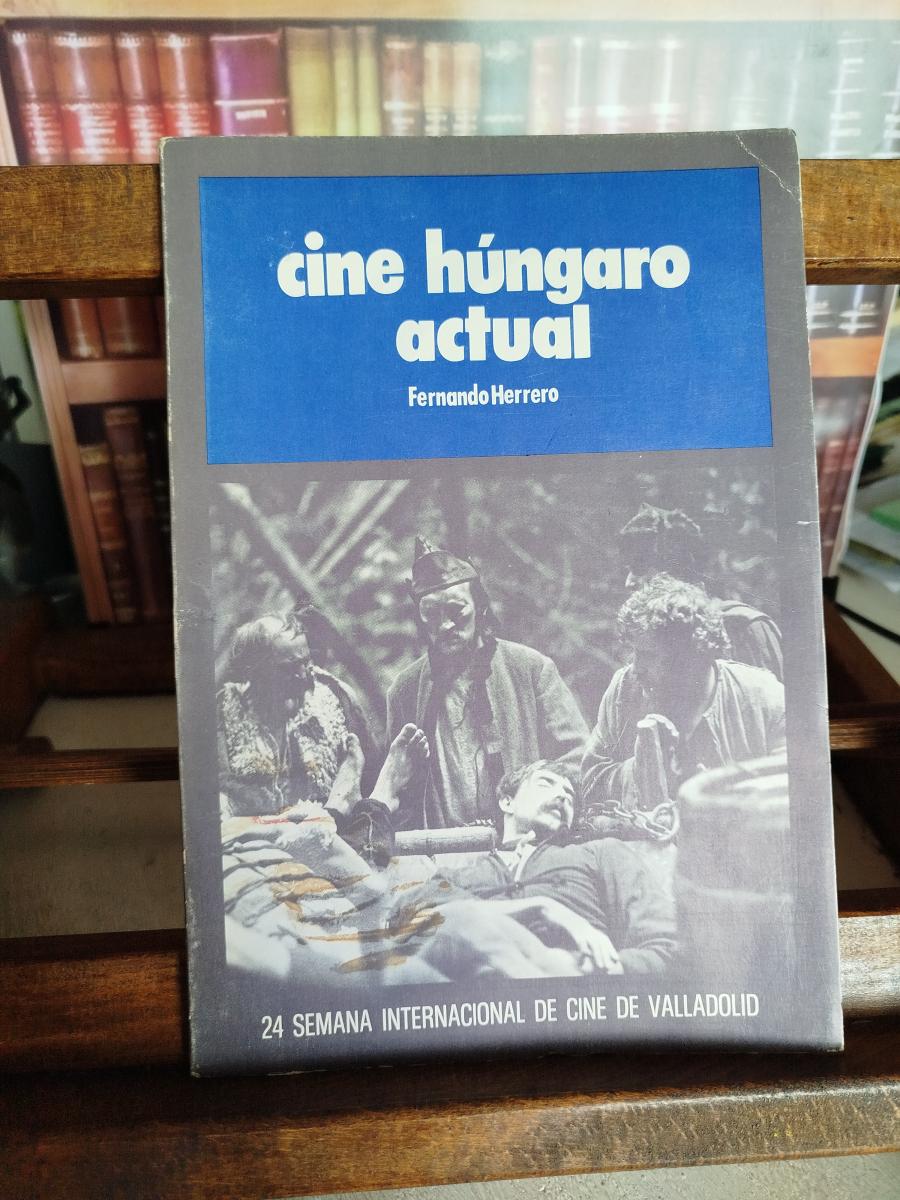 cine húngaro
actual
Fernando Herrero
24 SEMANA INTERNACIONAL DE CINE DE VALLADOLID